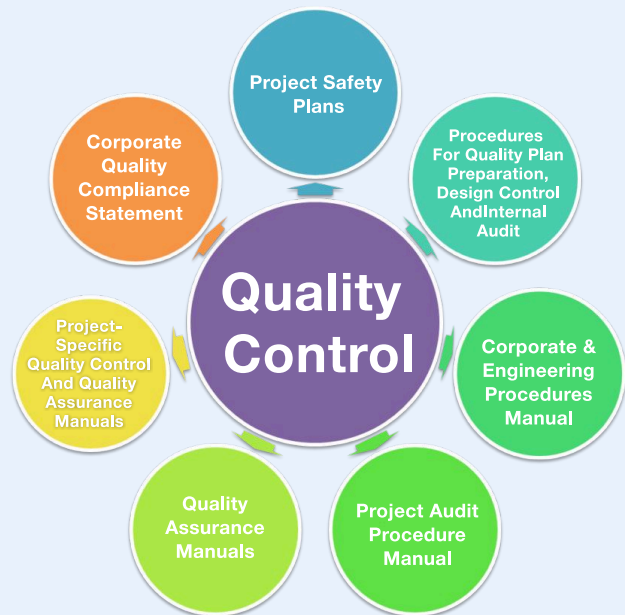 Project Safety
Plans
Procedures
For Quality Plan
Preparation,
Design Control
AndInternal
Audit
Corporate &
Engineering
Procedures
Manual
Project Audit
Procedure
Manual
Quality
Assurance
Manuals
Project-
Specific
Quality Control
And Quality
Assurance
Manuals
Corporate
Quality
Compliance
Statement
Quality
Control